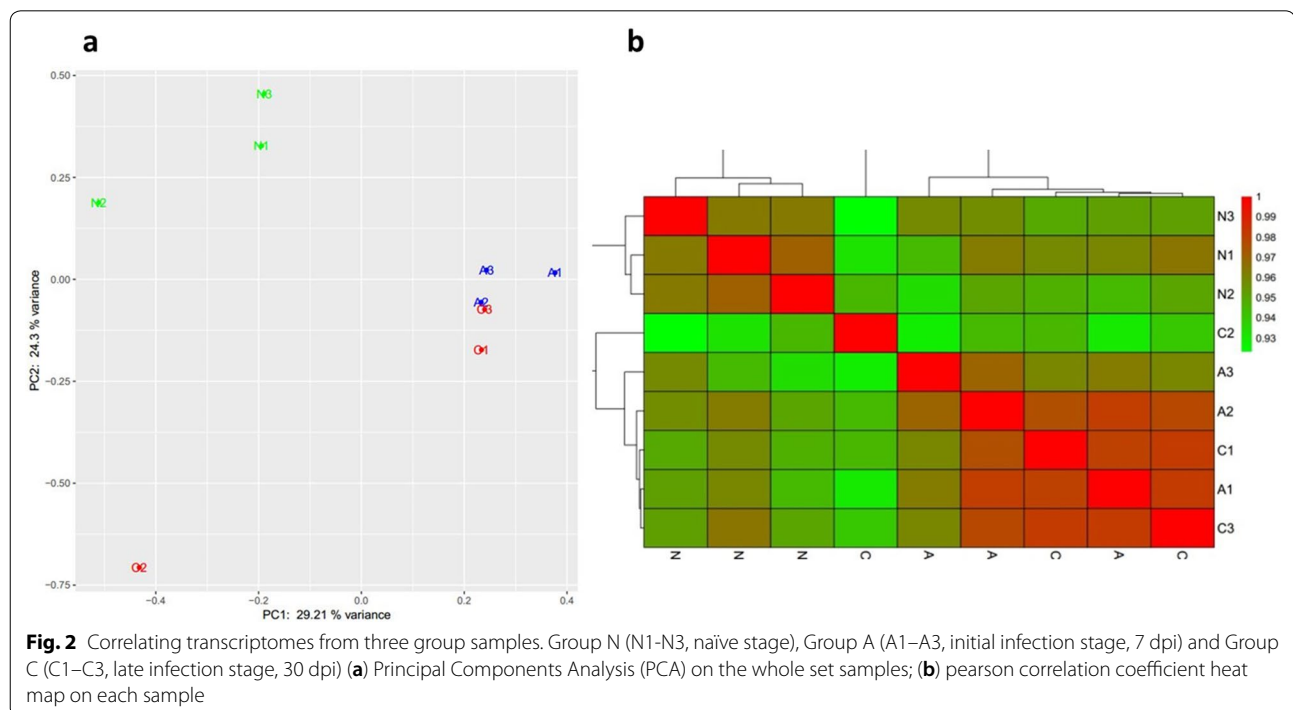 a
b
0.50
0.25
0.00
−0.25
−0.50
−0.75
PC2: 24.3 % variance
N3
N1
N2
A3
A1
A2
C3
C1
C2
−0.4
−0.2
0.0
0.2
0.4
PC1: 29.21 % variance
1
0.99
0.98
0.97
0.96
0.95
0.94
0.93
N3
N1
N2
C2
A3
A2
C1
A1
C3
N
N
N
C
A
A
C
A
C
Fig. 2 Correlating transcriptomes from three group samples. Group N (N1-N3, naïve stage), Group A (A1–A3, initial infection stage, 7 dpi) and Group
C (C1–C3, late infection stage, 30 dpi) (a) Principal Components Analysis (PCA) on the whole set samples; (b) pearson correlation coefficient heat
map on each sample